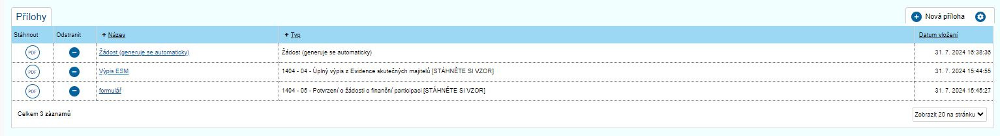 Přílohy
Nová příloha
Stáhnout Odstranit Název Typ Datum vložení
PDF Žádost (generuje se automaticky) Žádost (generuje se automaticky) 31. 7. 2024 16:38:36
PDF Výpis ESM 1404 - 04 - Úplný výpis z Evidence skutečných majitelů [STÁHNĚTE SI VZOR] 31. 7. 2024 15:44:55
PDF formulář 1404 - 05 - Potvrzení o žádosti o finanční participaci [STÁHNĚTE SI VZOR] 31. 7. 2024 15:45:27
Celkem 3 záznamů Zobrazit 20 na stránku